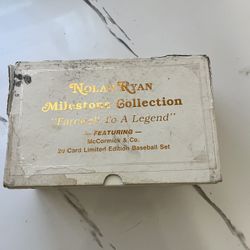 Nolan Ryan
Milestone Collection
"Farewell To A Legend"
— FEATURING —
McCormick & Co.
20 Card Limited Edition Baseball Set